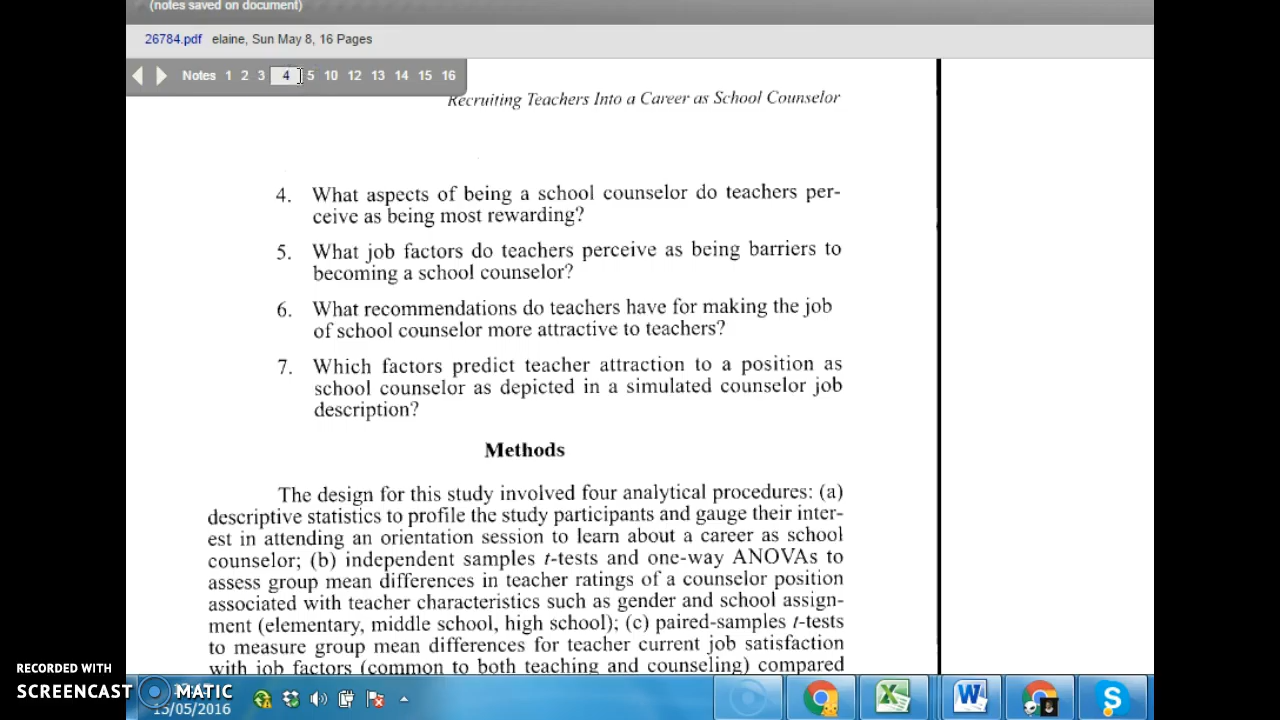 (notes saved on document)
26784.pdf elaine, Sun May 8, 16 Pages
Notes 1 2 3 4 5 10 12 13 14 15 16
Recruiting Teachers Into a Career as School Counselor
4. What aspects of being a school counselor do teachers per-
ceive as being most rewarding?
5. What job factors do teachers perceive as being barriers to
becoming a school counselor?
6. What recommendations do teachers have for making the job
of school counselor more attractive to teachers?
7. Which factors predict teacher attraction to a position as
school counselor as depicted in a simulated counselor job
description?
Methods
The design for this study involved four analytical procedures: (a)
descriptive statistics to profile the study participants and gauge their inter-
est in attending an orientation session to learn about a career as school
counselor; (b) independent samples t-tests and one-way ANOVAs to
assess group mean differences in teacher ratings of a counselor position
associated with teacher characteristics such as gender and school assign-
ment (elementary, middle school, high school); (c) paired-samples t-tests
to measure group mean differences for teacher current job satisfaction
with job factors (common to both teaching and counseling) compared
RECORDED WITH
SCREENCAST MATIC
15/05/2016